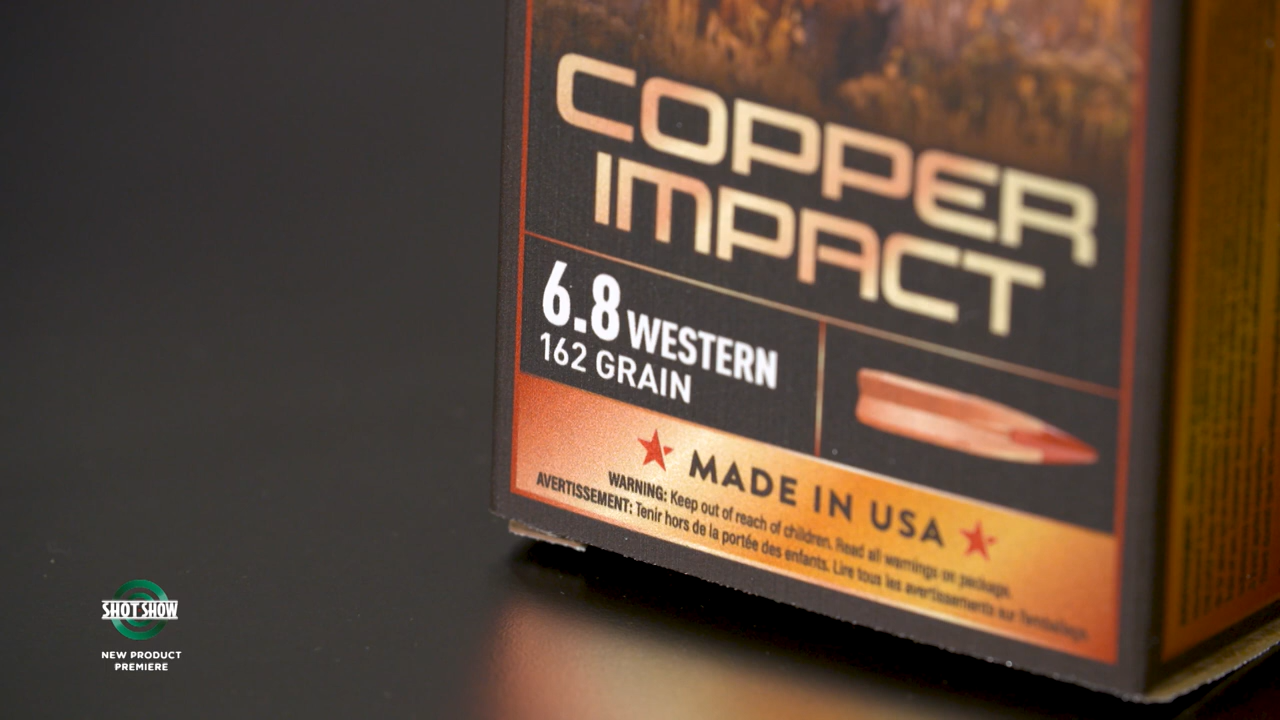 COPPER
IMPACT
6.8 WESTERN
162 GRAIN
MADE IN USA
WARNING: Keep out of reach of children. Read all warnings on package.
AVERTISSEMENT: Tenir hors de la portée des enfants. Lire tous les avertissements sur l'emballage.
SHOT SHOW
NEW PRODUCT
PREMIERE